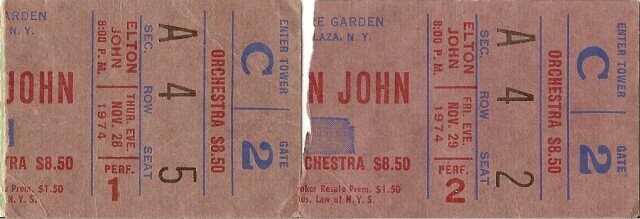 GARDEN
, N. Y.
JOHN
$8.50
Resale Prem. $1.50
Law of N.Y.S.
ELTON
JOHN
8:00 P.M.
THUR. EVE.
NOV. 28
1974
PERF.
1
SEC.
ROW
SEAT
A
4
5
ORCHESTRA $8.50
ENTER TOWER
C
GATE
2
RE GARDEN
LAZA, N. Y.
N JOHN
CHESTRA $8.50
Resale Prem. $1.50
Law of N.Y.S.
ELTON
JOHN
8:00 P.M.
FRI. EVE.
NOV. 29
1974
PERF.
2
SEC.
ROW
SEAT
A
4
2
ORCHESTRA $8.50
ENTER TOWER
C
GATE
2